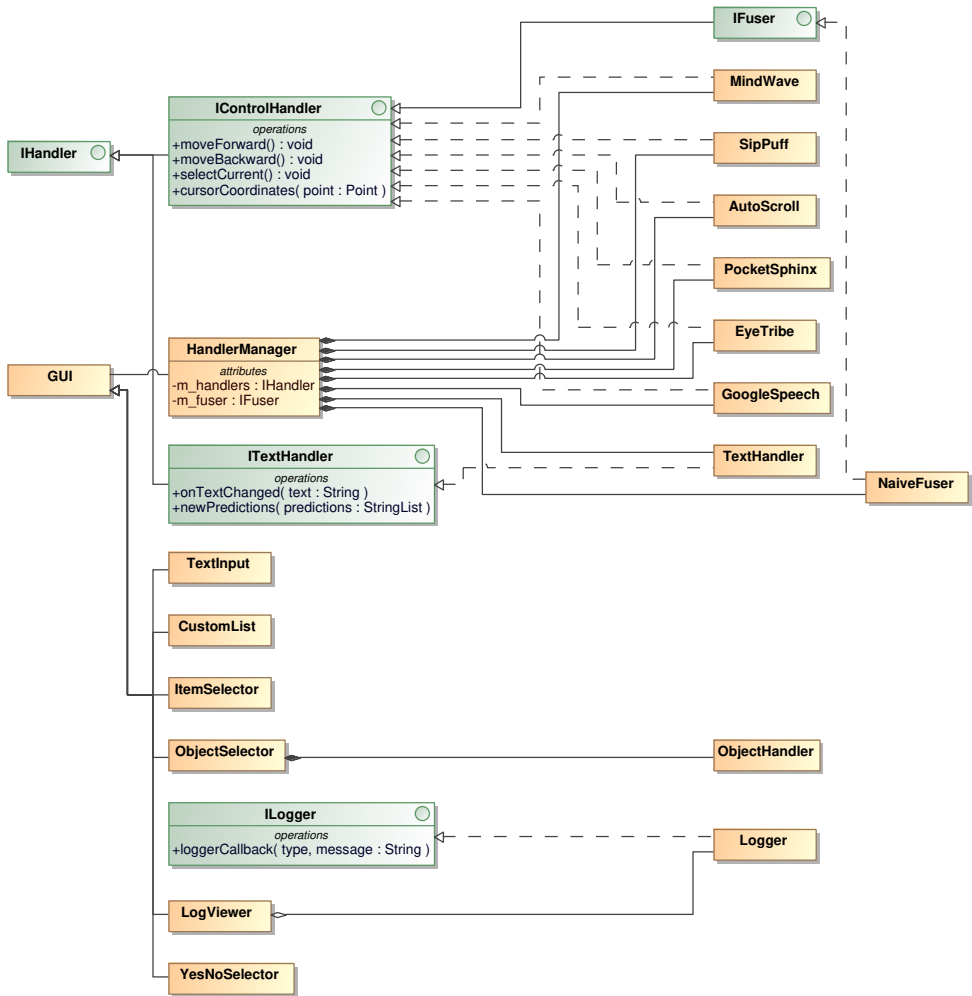 IFuser
MindWave
IControlHandler
operations
+moveForward() : void
+moveBackward() : void
+selectCurrent() : void
+cursorCoordinates( point : Point )
IHandler
SipPuff
AutoScroll
PocketSphinx
EyeTribe
HandlerManager
attributes
-m_handlers : IHandler
-m_fuser : IFuser
GUI
GoogleSpeech
ITextHandler
operations
+onTextChanged( text : String )
+newPredictions( predictions : StringList )
TextHandler
NaiveFuser
TextInput
CustomList
ItemSelector
ObjectSelector
ObjectHandler
ILogger
operations
+loggerCallback( type, message : String )
Logger
LogViewer
YesNoSelector